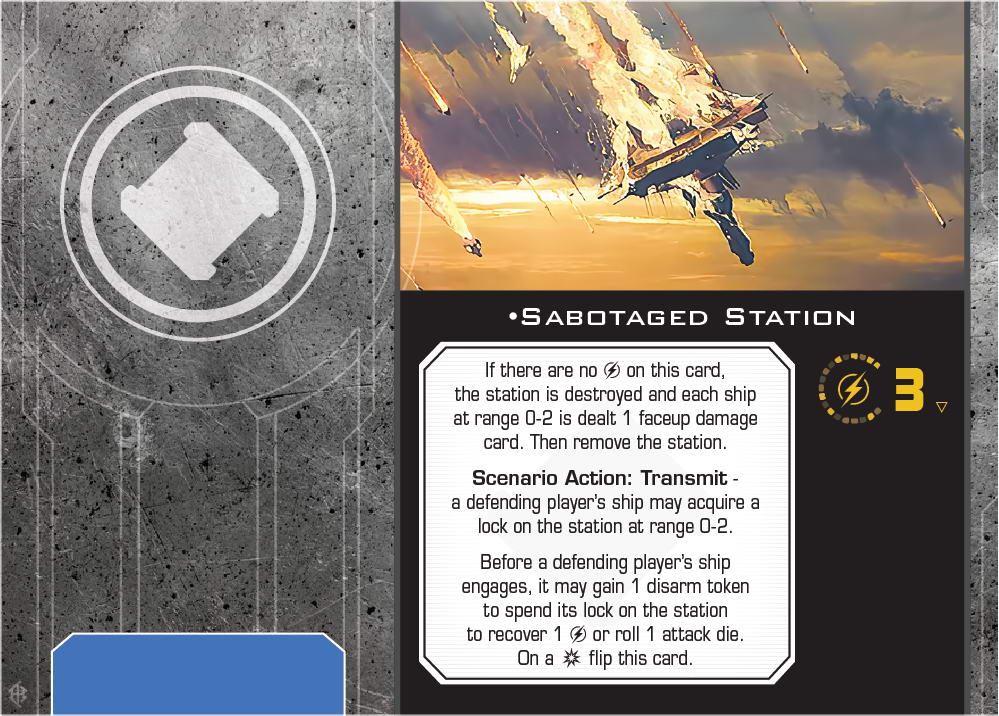 •Sabotaged Station
If there are no on this card,
the station is destroyed and each ship
at range 0-2 is dealt 1 faceup damage
card. Then remove the station.
Scenario Action: Transmit -
a defending player's ship may acquire a
lock on the station at range 0-2.
Before a defending player's ship
engages, it may gain 1 disarm token
to spend its lock on the station
to recover 1 or roll 1 attack die.
On a flip this card.
3